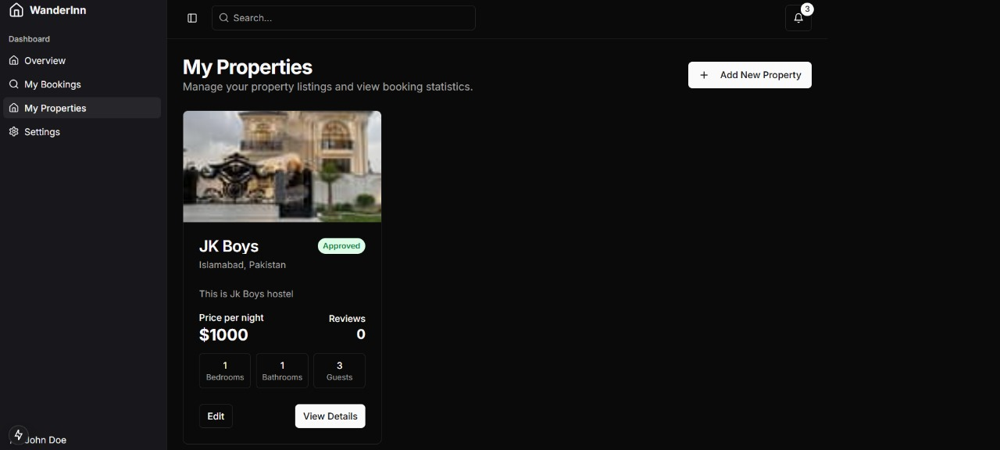 WanderInn
Search...
3
Dashboard
Overview
My Bookings
My Properties
Settings
John Doe
My Properties
Manage your property listings and view booking statistics.
Add New Property
JK Boys
Approved
Islamabad, Pakistan
This is Jk Boys hostel
Price per night
Reviews
$1000
0
1
Bedrooms
1
Bathrooms
3
Guests
Edit
View Details